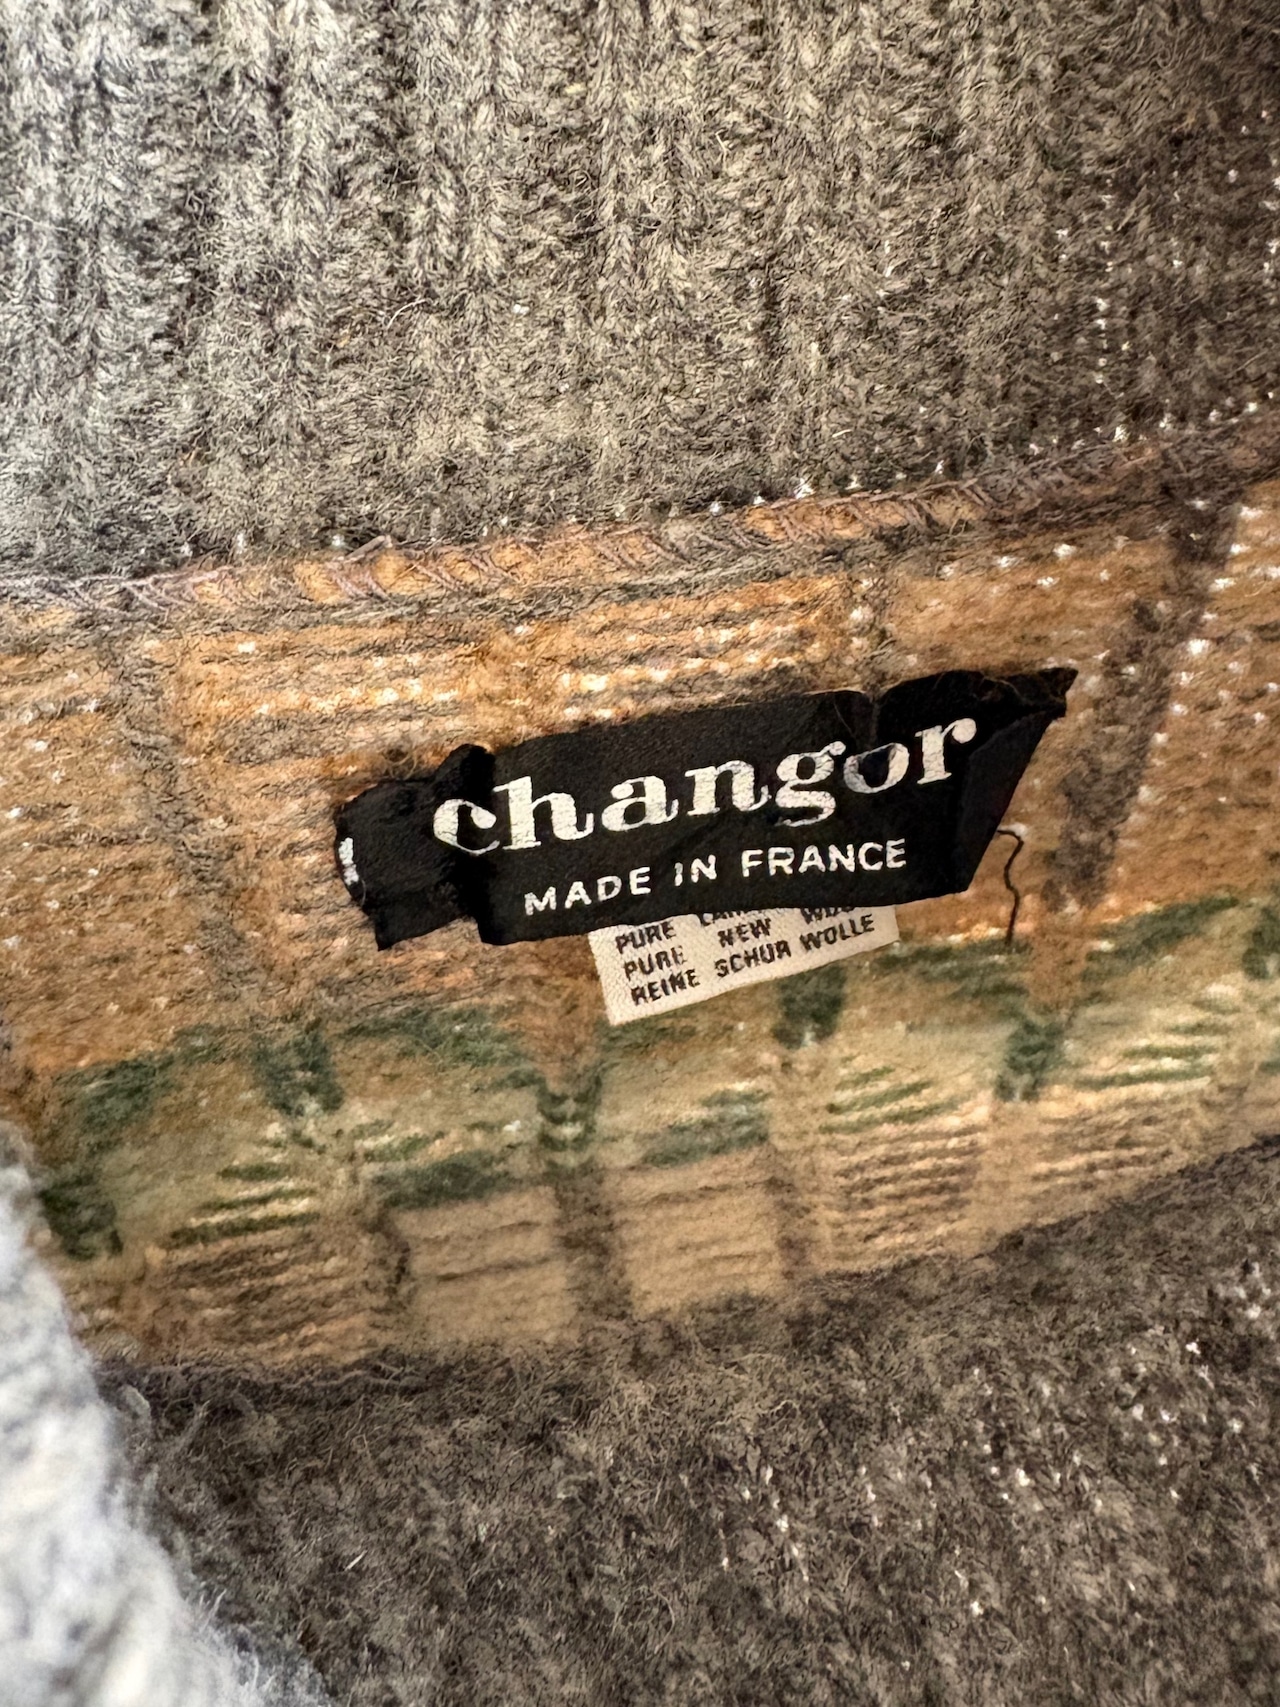 changor
MADE IN FRANCE
PURE
PURE NEW
REINE SCHUR WOLLE